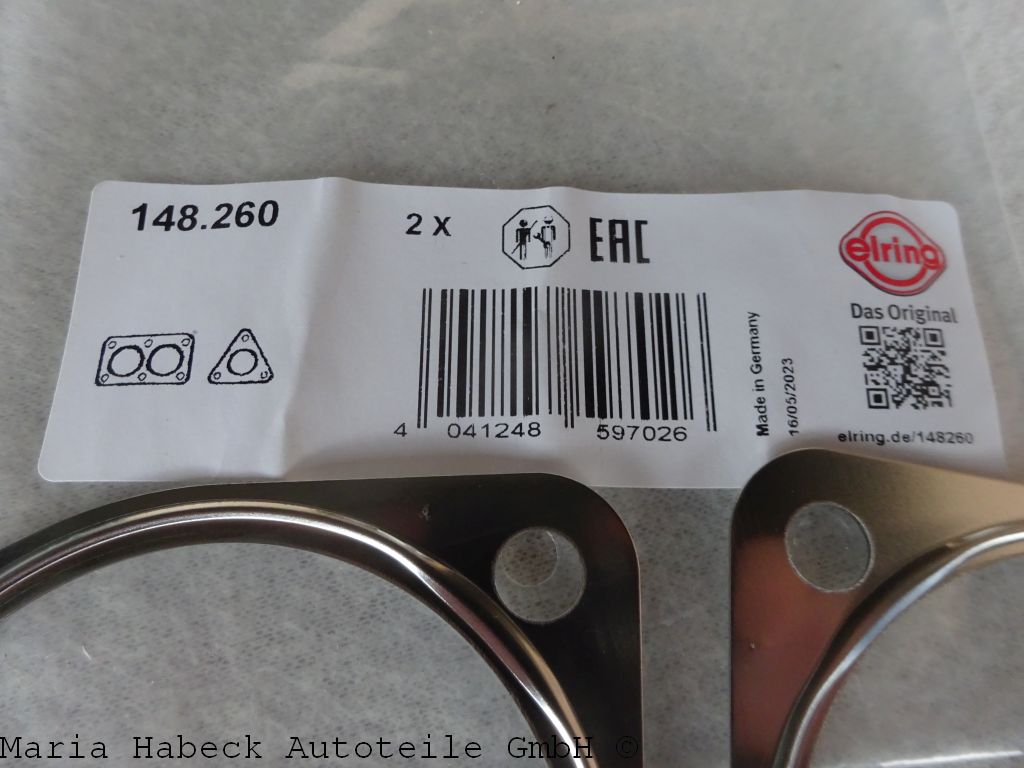 148.260
2 X
EAC
elring
Das Original
4 041248 597026
Made in Germany
16/05/2023
elring.de/148260
Maria Habeck Autoteile GmbH ©